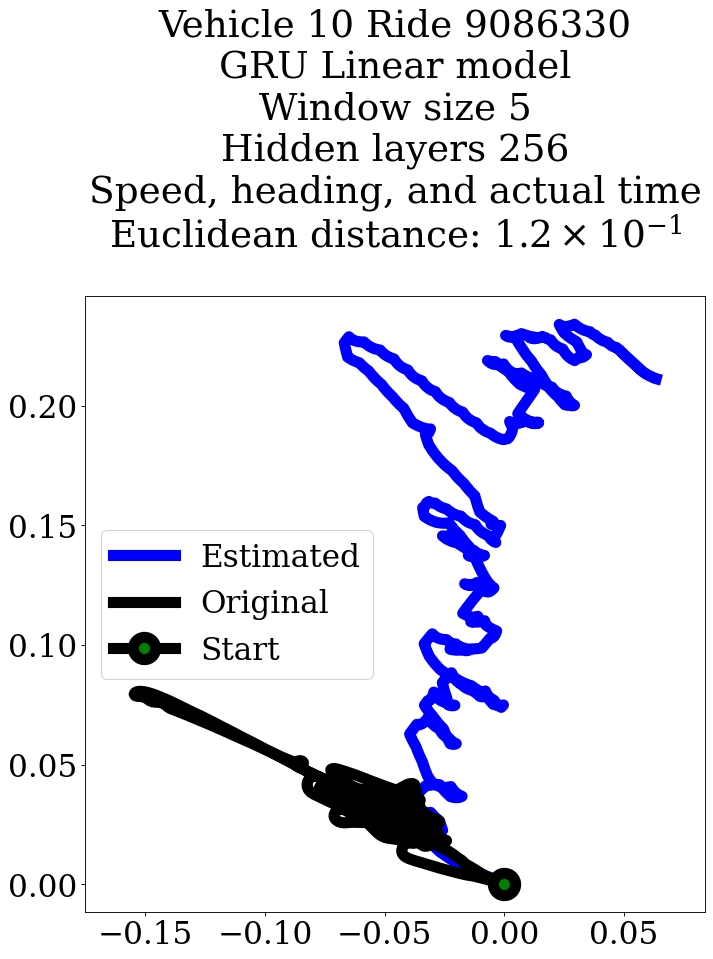 Vehicle 10 Ride 9086330
GRU Linear model
Window size 5
Hidden layers 256
Speed, heading, and actual time
Euclidean distance: 1.2 × 10⁻¹
0.20
0.15
0.10
0.05
0.00
Estimated
Original
Start
−0.15 −0.10 −0.05 0.00 0.05